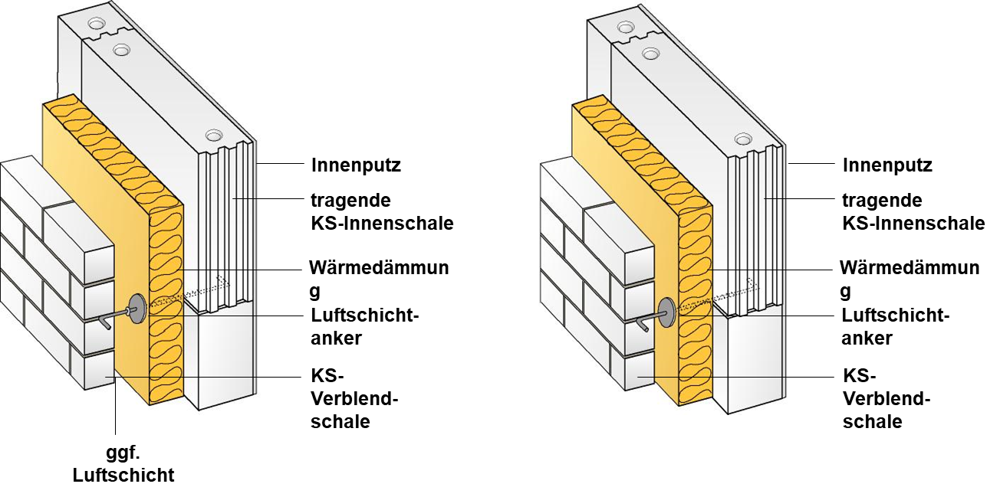 Innenputz
tragende
KS-Innenschale
Wärmedämmun
g
Luftschicht-
anker
KS-
Verblend-
schale
ggf.
Luftschicht
Innenputz
tragende
KS-Innenschale
Wärmedämmun
g
Luftschicht-
anker
KS-
Verblend-
schale